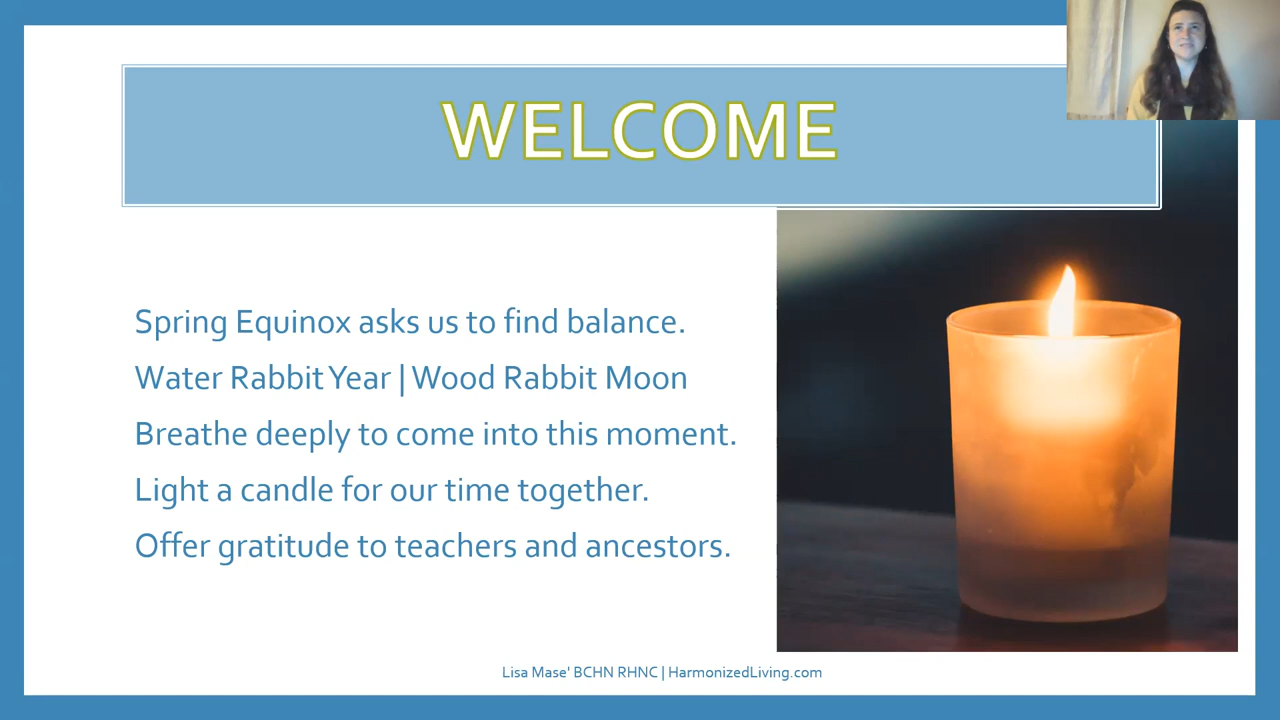 WELCOME
Spring Equinox asks us to find balance.
Water Rabbit Year | Wood Rabbit Moon
Breathe deeply to come into this moment.
Light a candle for our time together.
Offer gratitude to teachers and ancestors.
Lisa Mase' BCHN RHNC | HarmonizedLiving.com